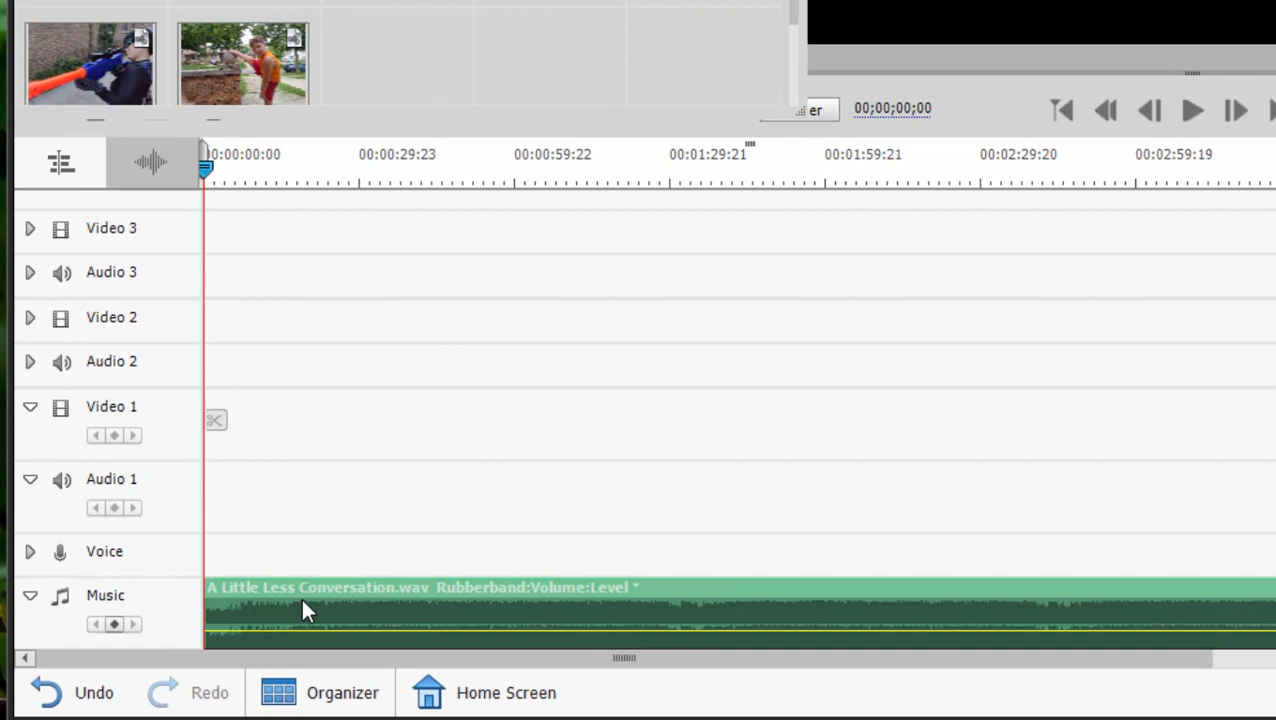 er 00;00;00;00
00:00:00:00 00:00:29:23 00:00:59:22 00:01:29:21 00:01:59:21 00:02:29:20 00:02:59:19
Video 3
Audio 3
Video 2
Audio 2
Video 1
Audio 1
Voice
A Little Less Conversation.wav Rubberband:Volume:Level
Music
Undo Redo Organizer Home Screen